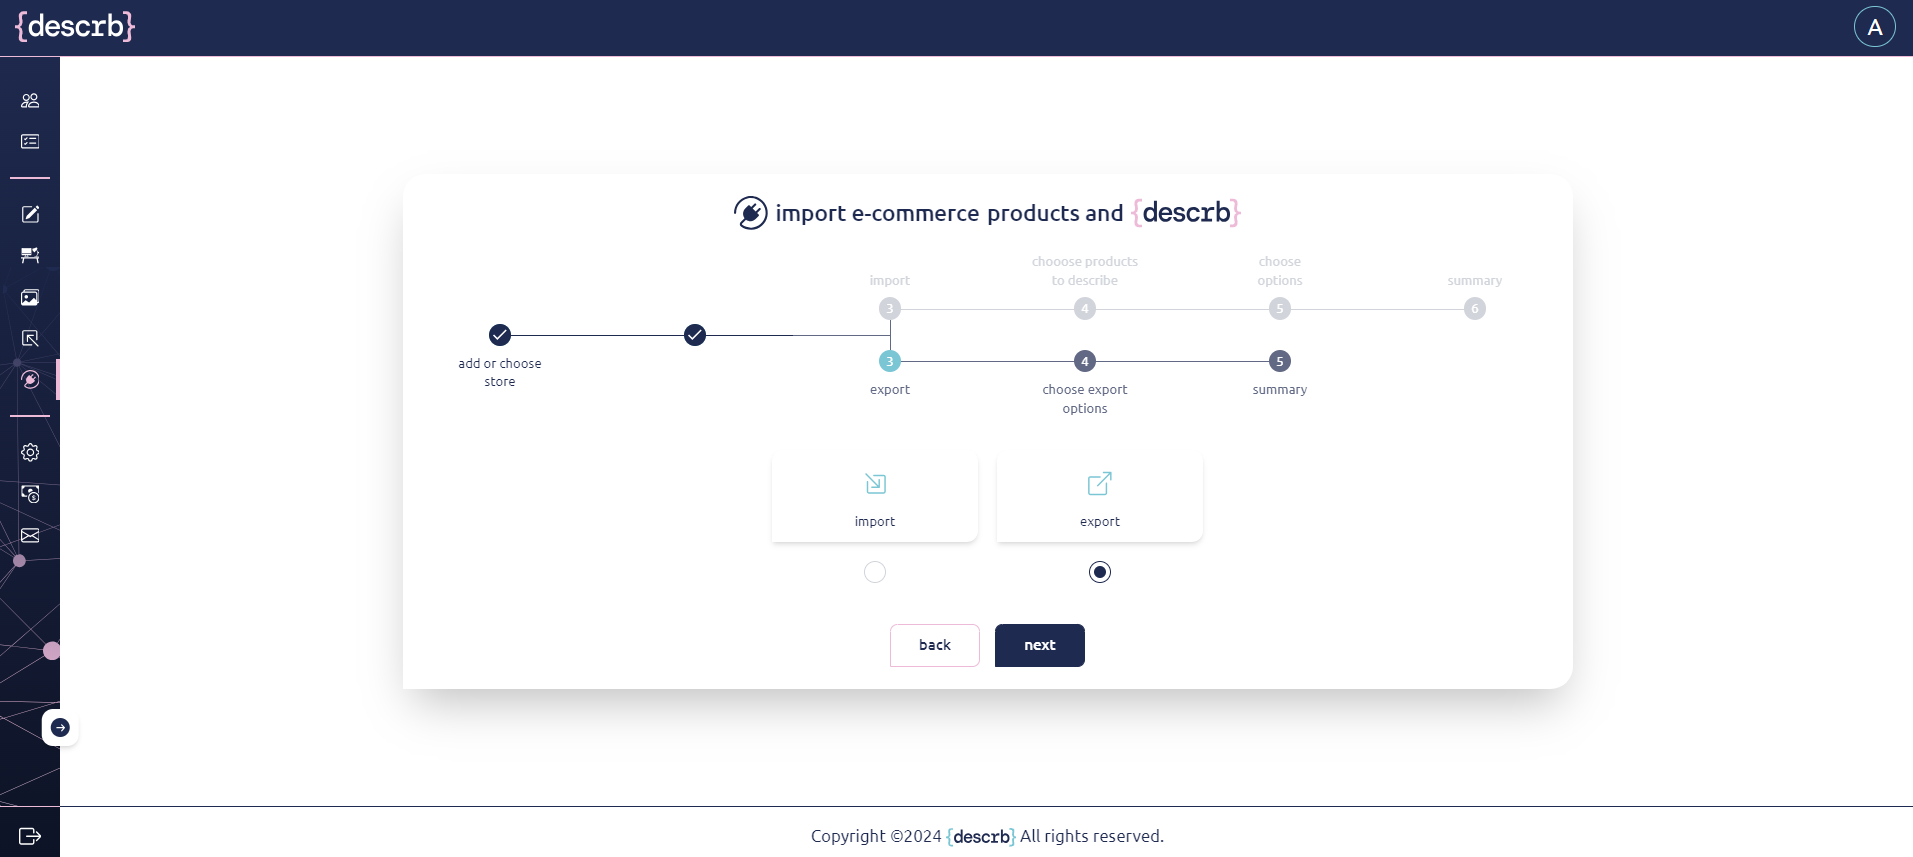 {descrb}
A
import e-commerce products and {descrb}
import
chooose products
to describe
choose
options
summary
3
4
5
6
add or choose
store
3
4
5
export
choose export
options
summary
import
export
back
next
Copyright ©2024 {descrb} All rights reserved.